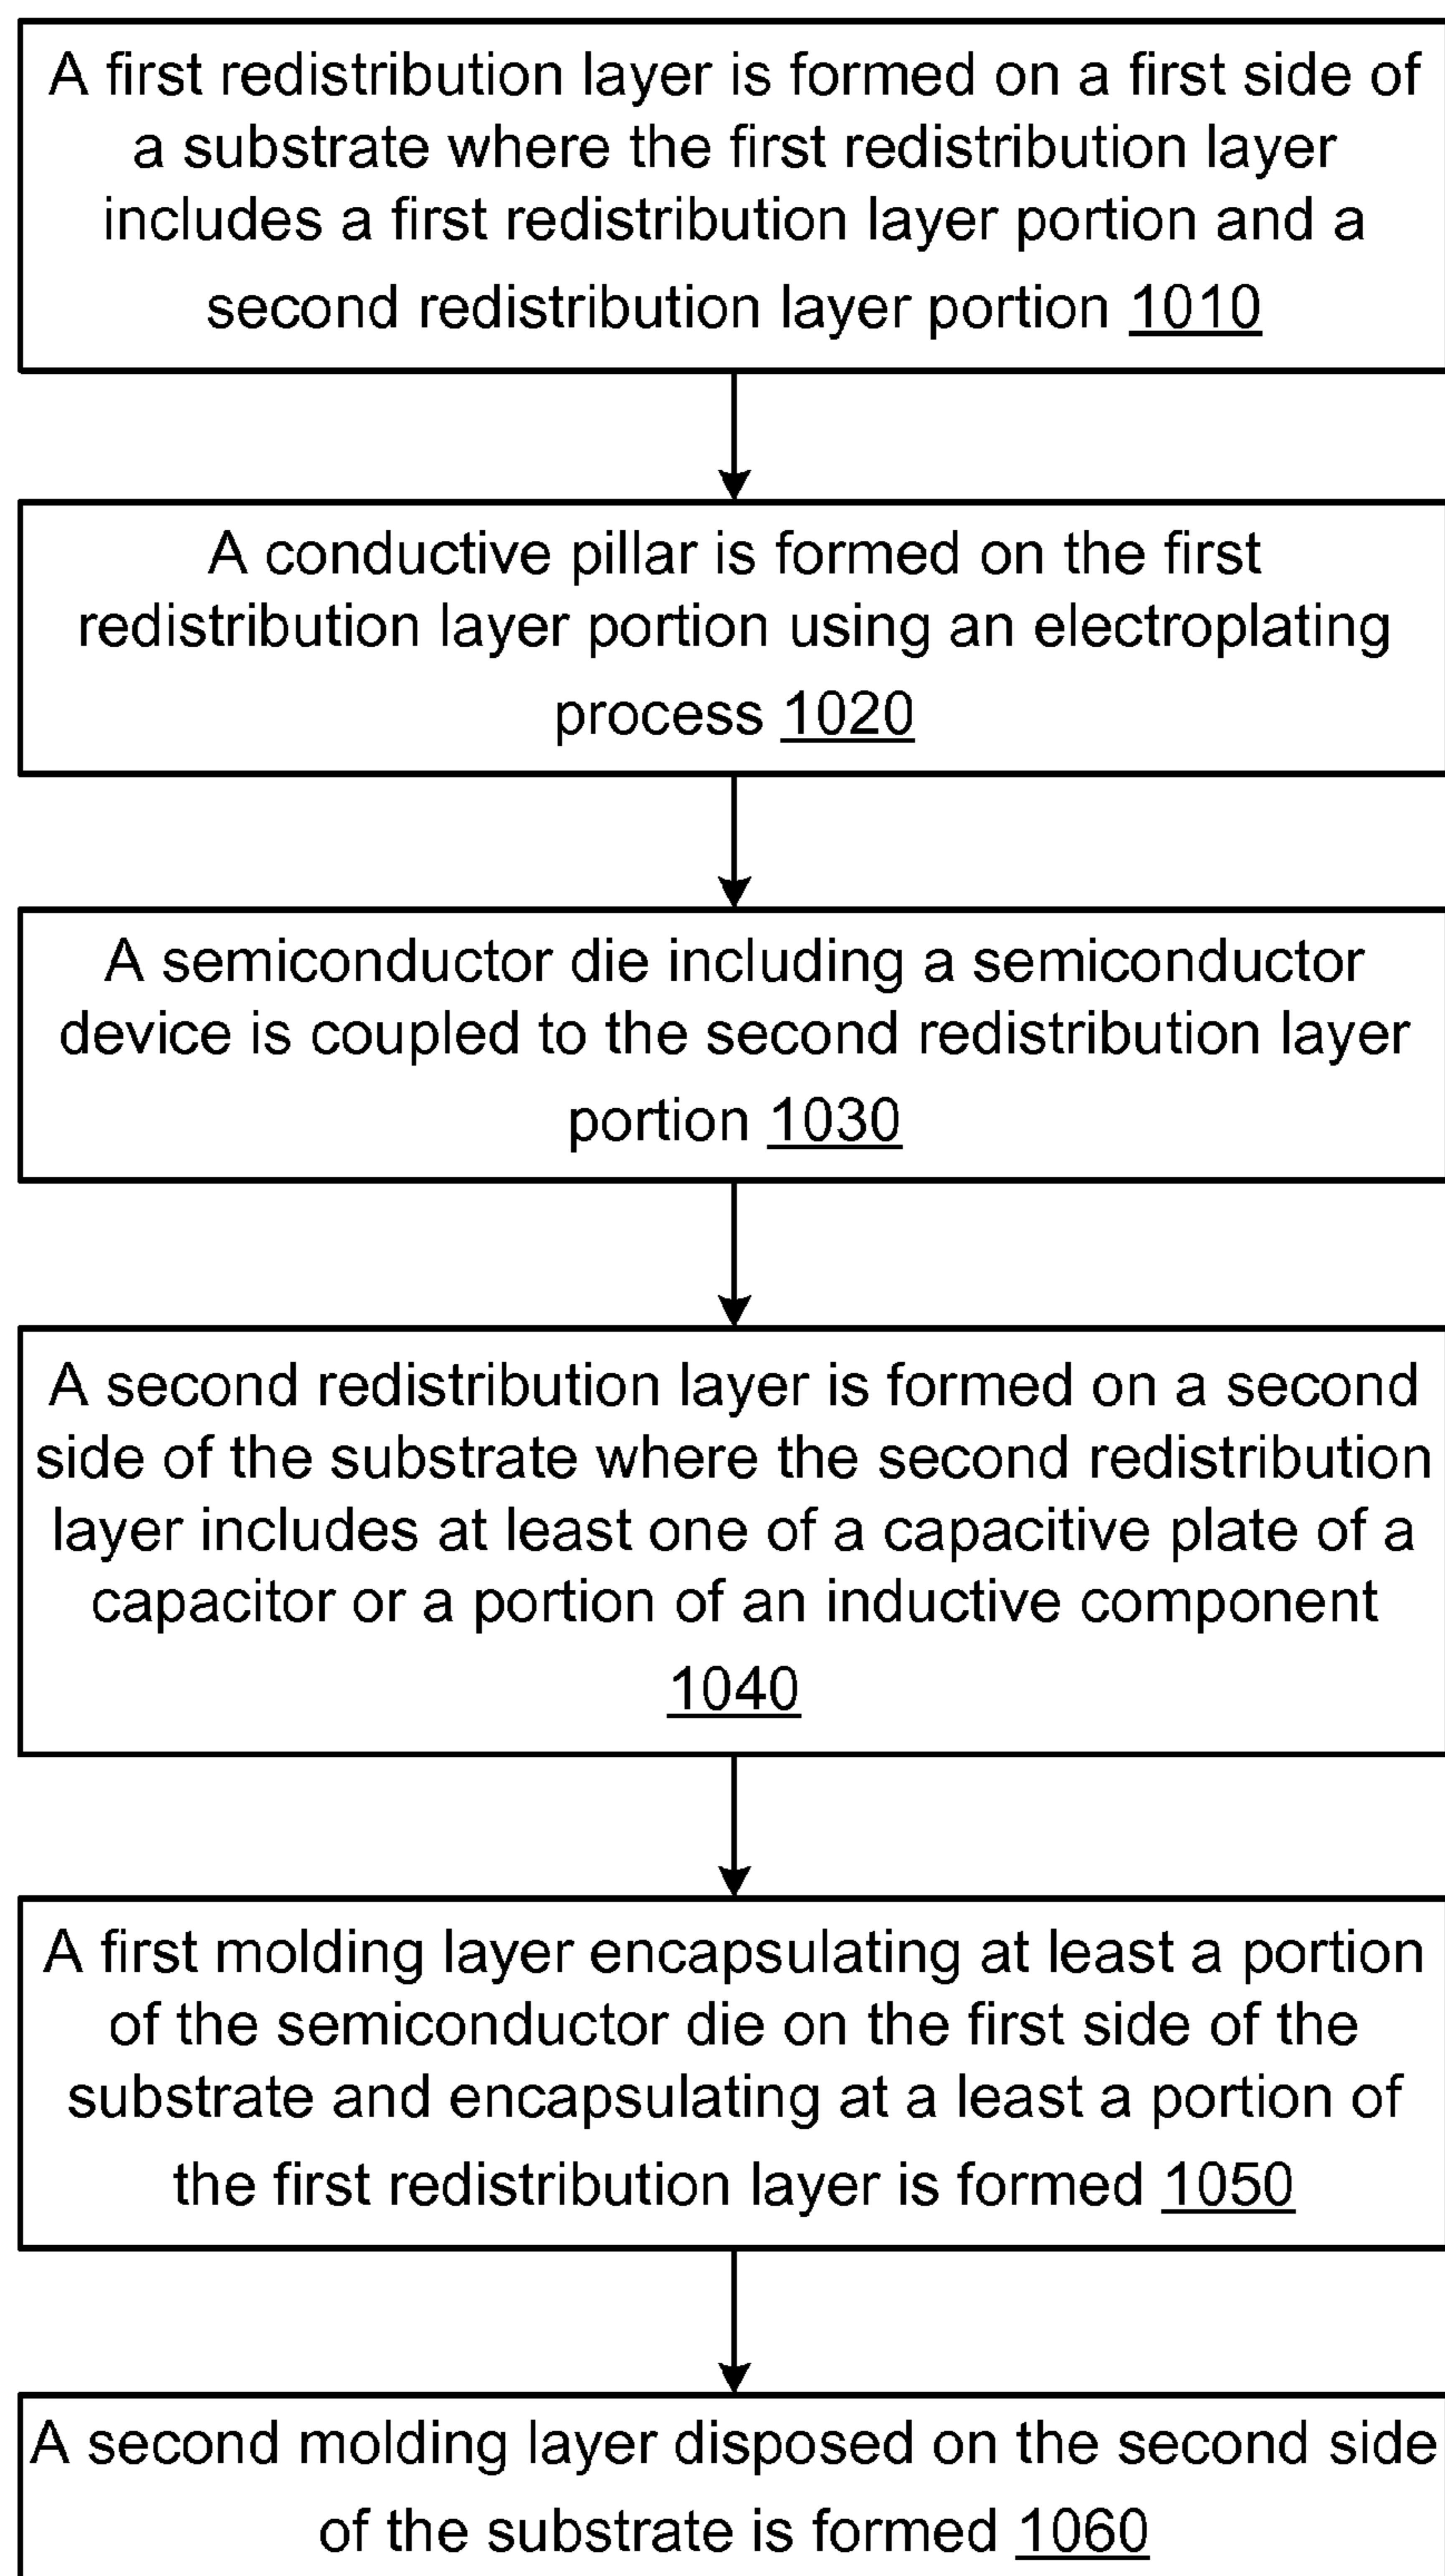 A first redistribution layer is formed on a first side of
a substrate where the first redistribution layer
includes a first redistribution layer portion and a
second redistribution layer portion 1010
A conductive pillar is formed on the first
redistribution layer portion using an electroplating
process 1020
A semiconductor die including a semiconductor
device is coupled to the second redistribution layer
portion 1030
A second redistribution layer is formed on a second
side of the substrate where the second redistribution
layer includes at least one of a capacitive plate of a
capacitor or a portion of an inductive component
1040
A first molding layer encapsulating at least a portion
of the semiconductor die on the first side of the
substrate and encapsulating at a least a portion of
the first redistribution layer is formed 1050
A second molding layer disposed on the second side
of the substrate is formed 1060